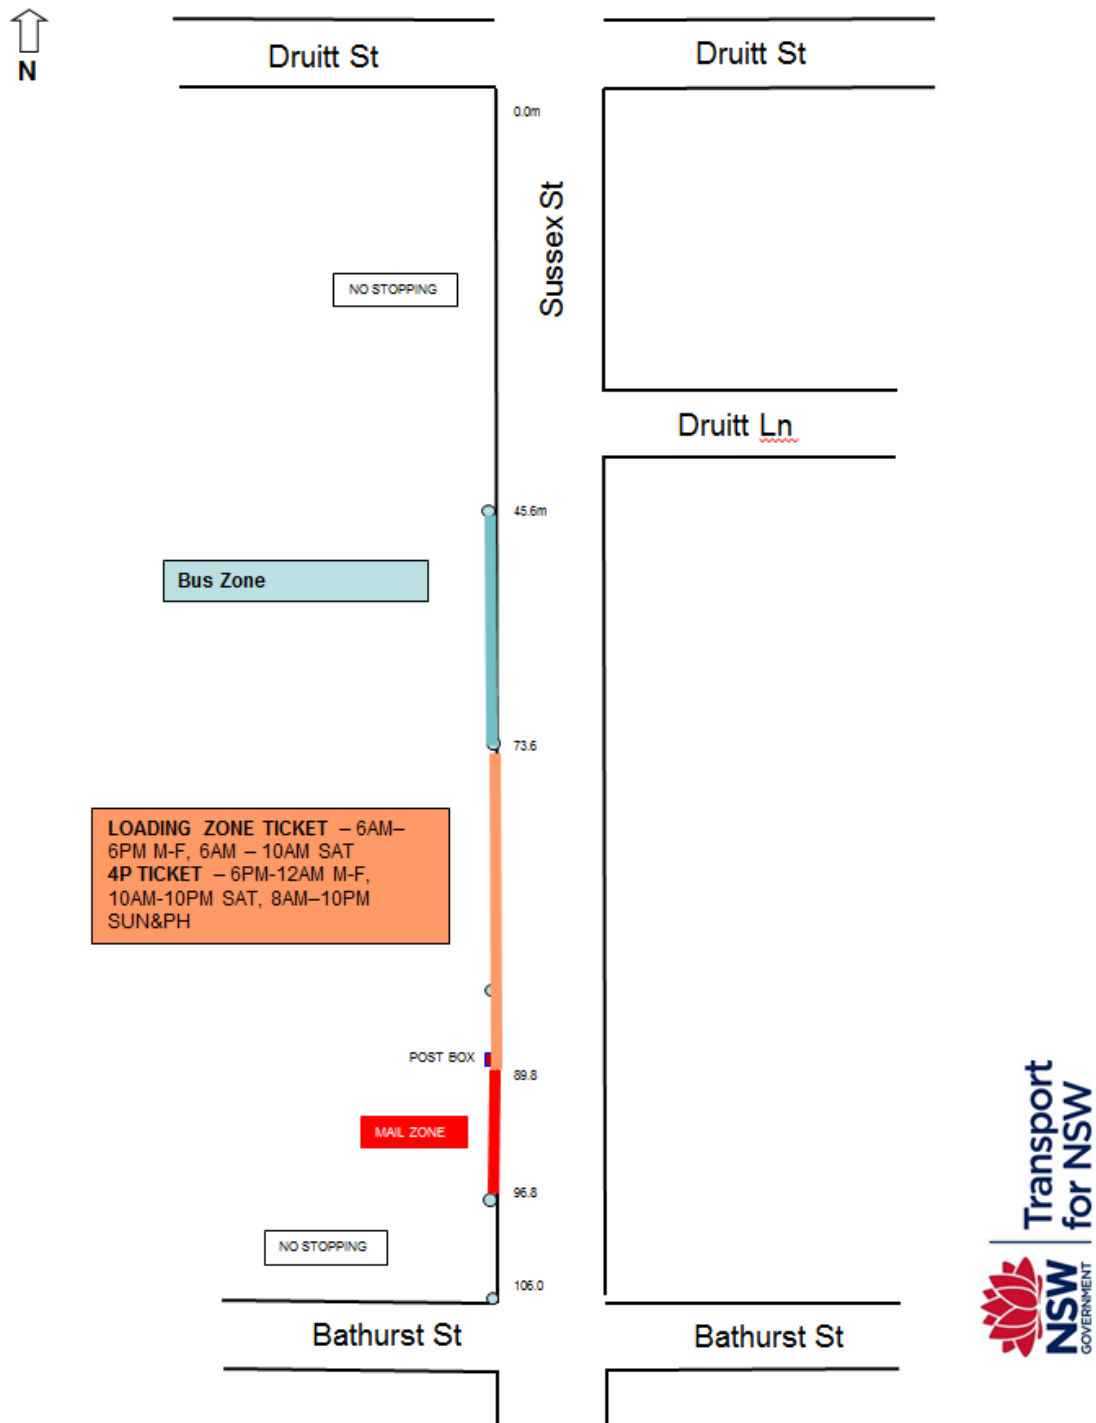 N
Druitt St
Druitt St
0.0m
Sussex St
NO STOPPING
Druitt Ln
45.6m
Bus Zone
73.6
LOADING ZONE TICKET – 6AM–
6PM M-F, 6AM – 10AM SAT
4P TICKET – 6PM-12AM M-F,
10AM-10PM SAT, 8AM–10PM
SUN&PH
POST BOX
89.8
MAIL ZONE
96.8
NO STOPPING
106.0
Bathurst St
Bathurst St
Transport
for NSW
NSW
GOVERNMENT